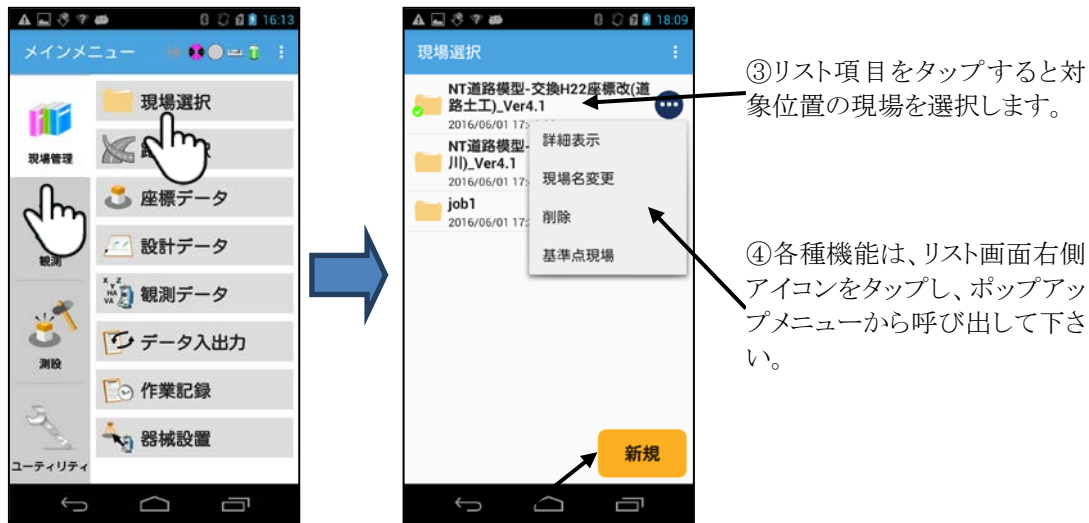 16:13
メインメニュー
現場管理
観測
測設
ユーティリティ
現場選択
座標データ
設計データ
観測データ
データ入出力
作業記録
器械設置
18:09
現場選択
NT道路模型-交換H22座標改(道
路土工)_Ver4.1
2016/06/01 17:
NT道路模型-
川)_Ver4.1
2016/06/01 17:
job1
2016/06/01 17:
詳細表示
現場名変更
削除
基準点現場
新規
③リスト項目をタップすると対
象位置の現場を選択します。
④各種機能は、リスト画面右側
アイコンをタップし、ポップアッ
プメニューから呼び出して下さ
い。